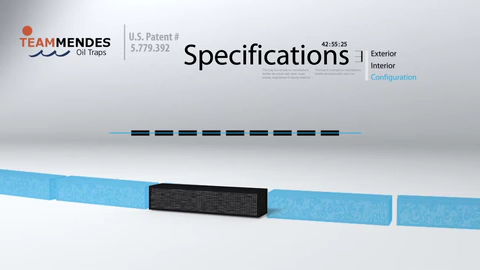 TEAMMENDES
Oil Traps
U.S. Patent #
5.779.392
Specifications
42:55:25
Exterior
Interior
Configuration